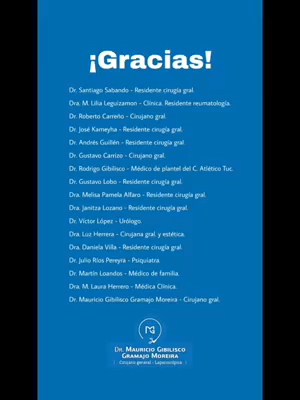 ¡Gracias!
Dr. Santiago Sabando - Residente cirugía gral.
Dra. M. Lilia Leguizamon - Clínica. Residente reumatología.
Dr. Roberto Carreño - Cirujano gral.
Dr. José Kameyha - Residente cirugía gral.
Dr. Andrés Guillén - Residente cirugía gral.
Dr. Gustavo Carrizo - Cirujano gral.
Dr. Rodrigo Gibilisco - Médico de plantel del C. Atlético Tuc.
Dr. Gustavo Lobo - Residente cirugía gral.
Dra. Melisa Pamela Alfaro - Residente cirugía gral.
Dra. Janitza Lozano - Residente cirugía gral.
Dr. Víctor López - Urólogo.
Dra. Luz Herrera - Cirujana gral. y estética.
Dra. Daniela Villa - Residente cirugía gral.
Dr. Julio Ríos Pereyra - Psiquiatra.
Dr. Martín Loandos - Médico de familia.
Dra. M. Laura Herrero - Médica Clínica.
Dr. Mauricio Gibilisco Gramajo Moreira - Cirujano gral.
Dr. Mauricio Gibilisco
Gramajo Moreira
Cirujano general - Laparoscópica